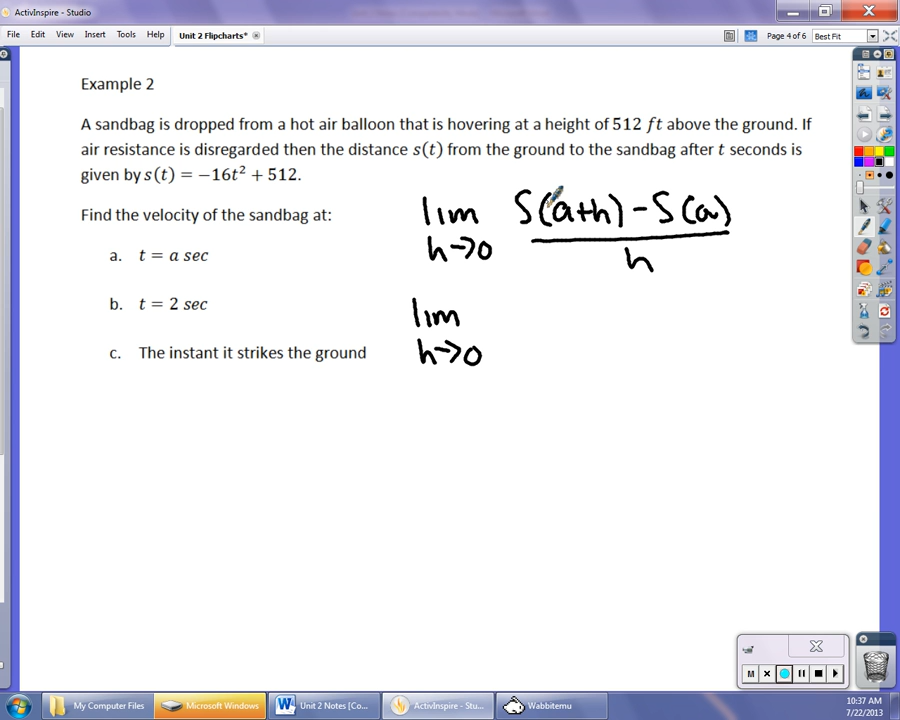 ActivInspire - Studio
File Edit View Insert Tools Help Unit 2 Flipcharts* Page 4 of 6 Best Fit
Example 2
A sandbag is dropped from a hot air balloon that is hovering at a height of 512 ft above the ground. If
air resistance is disregarded then the distance s(t) from the ground to the sandbag after t seconds is
given by s(t) = −16t² + 512.
Find the velocity of the sandbag at:
a. t = a sec
b. t = 2 sec
c. The instant it strikes the ground
lim S(a+h) - S(a)
h→0 h
lim
h→0
M
My Computer Files Microsoft Windows Unit 2 Notes [Co... ActivInspire - Stu... Wabbitemu
10:37 AM
7/22/2013